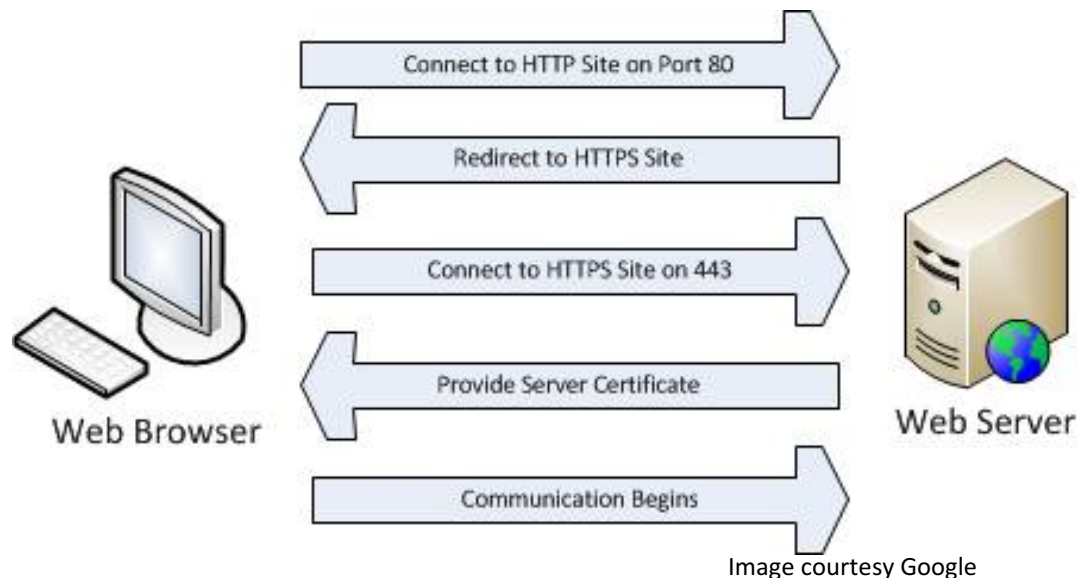 Connect to HTTP Site on Port 80
Redirect to HTTPS Site
Connect to HTTPS Site on 443
Provide Server Certificate
Communication Begins
Web Browser
Web Server
Image courtesy Google